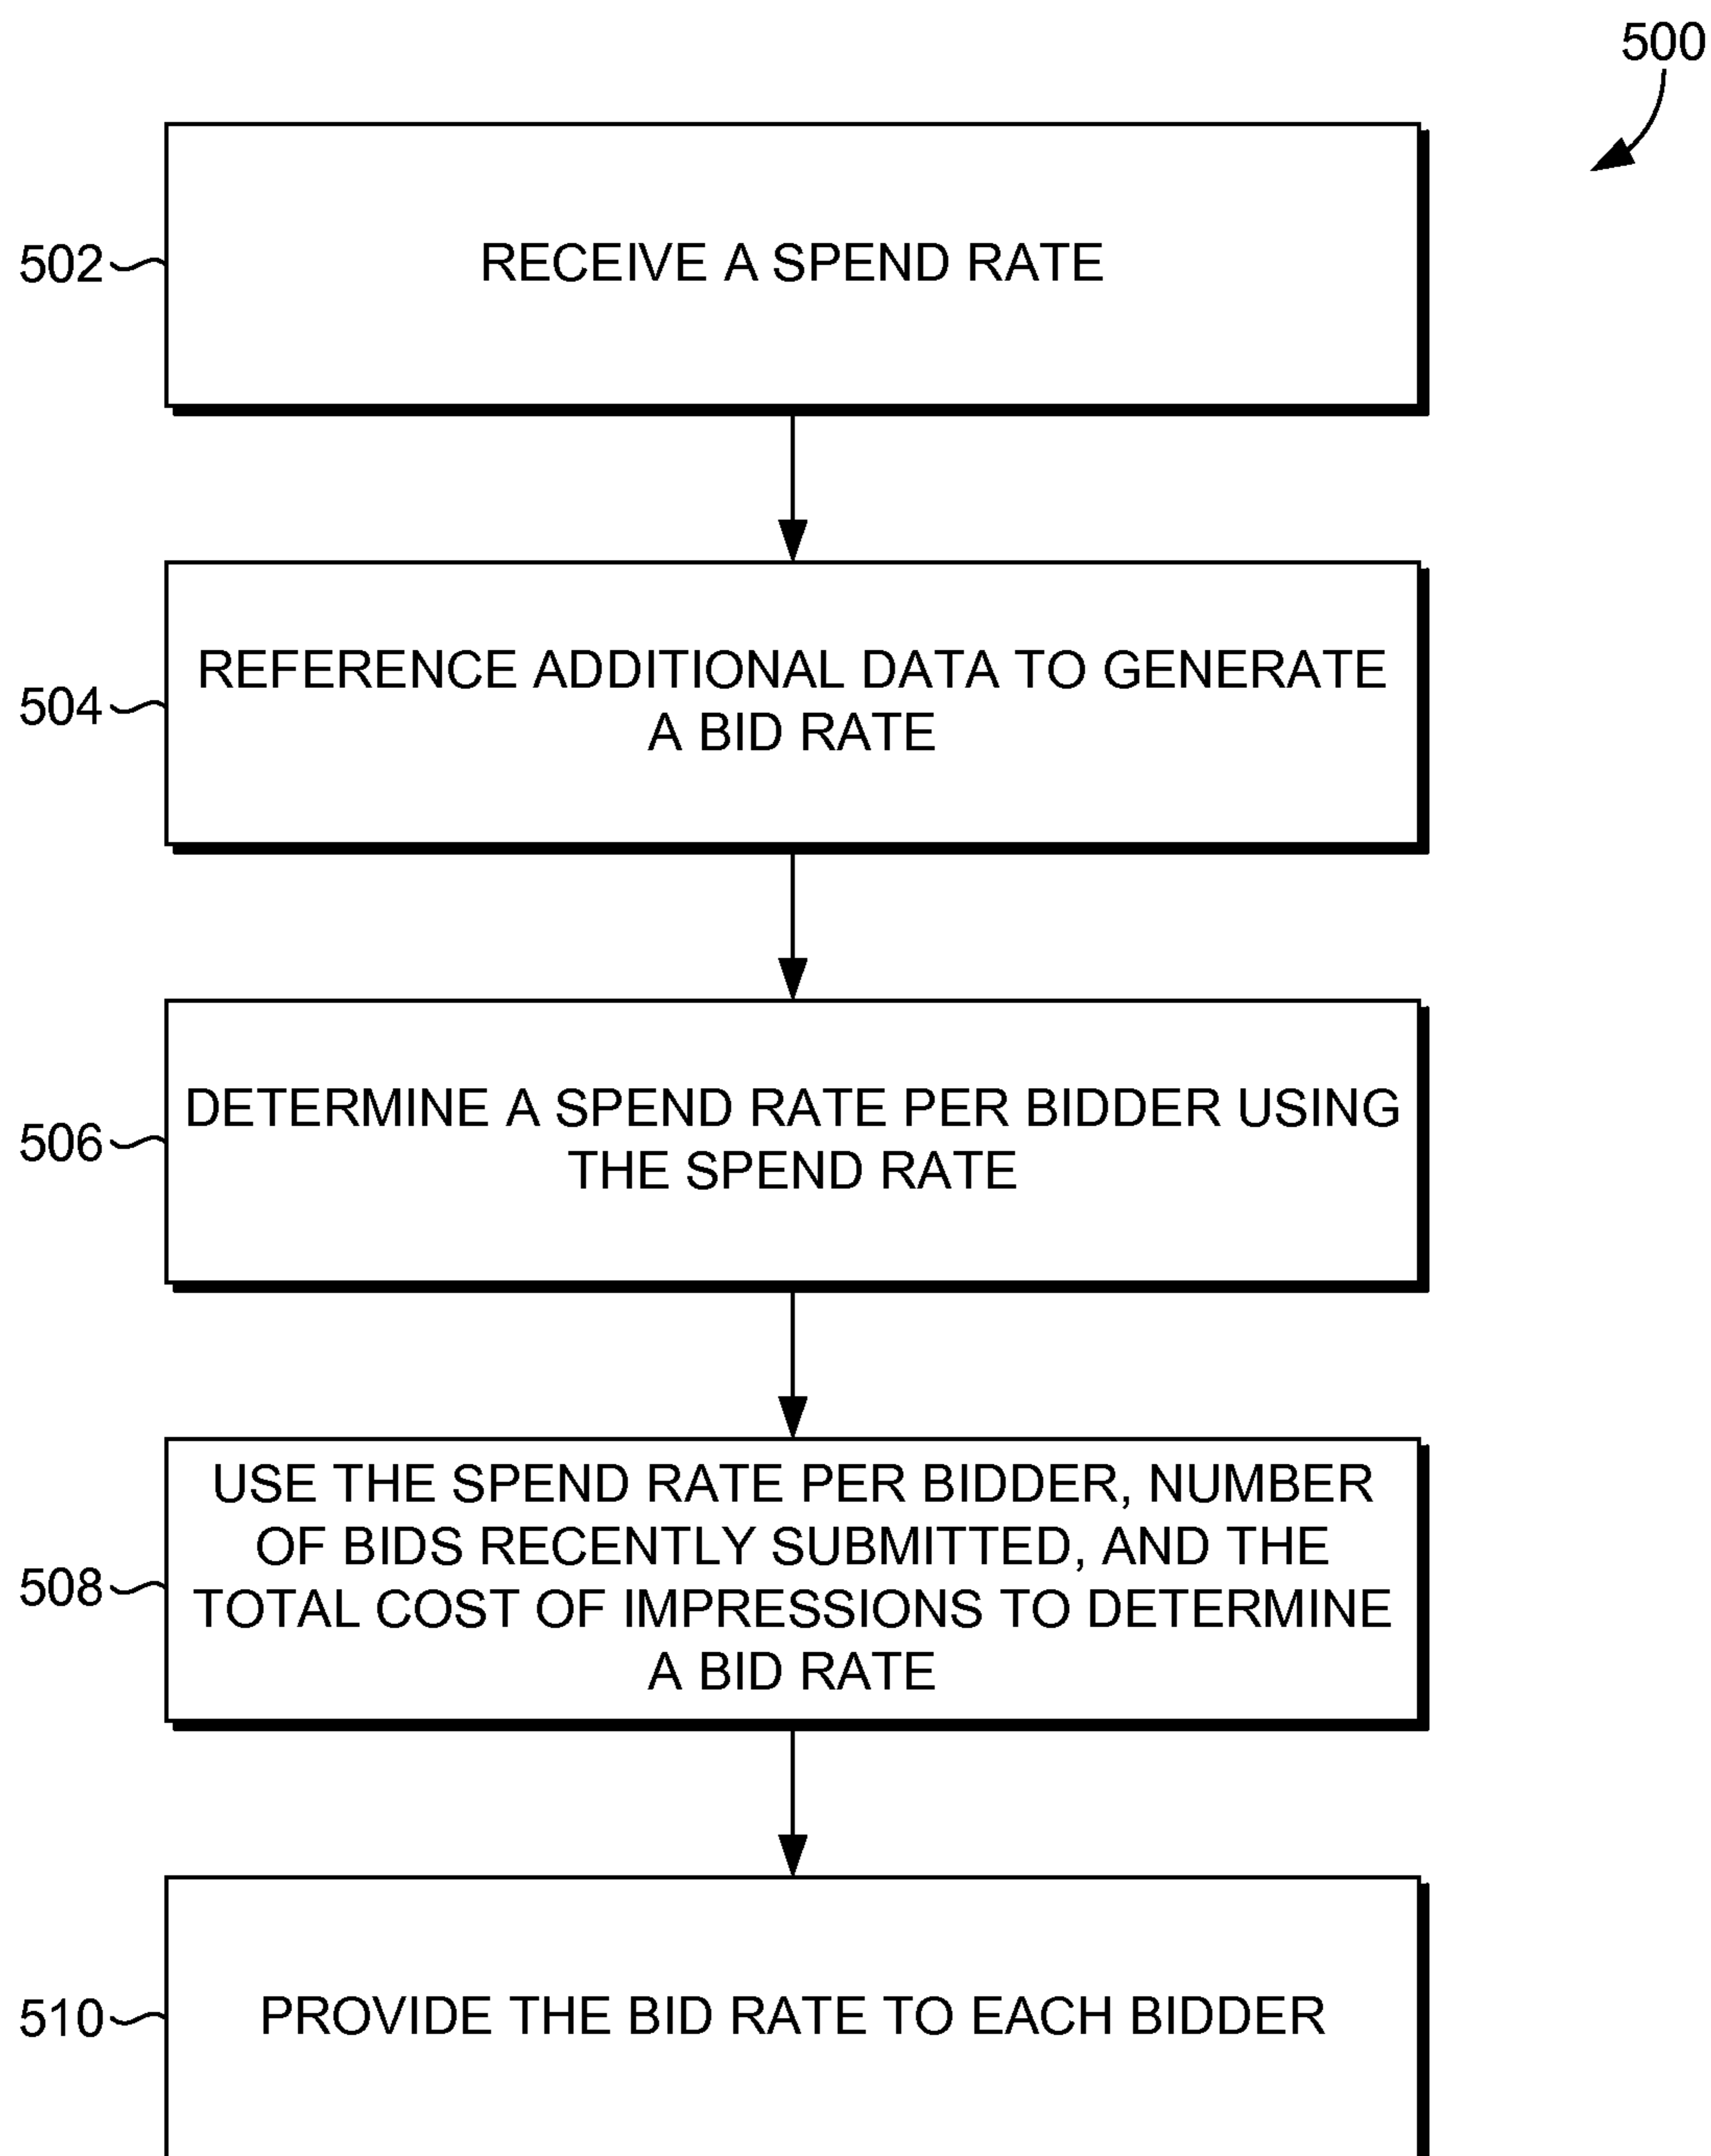 500
502
RECEIVE A SPEND RATE
504
REFERENCE ADDITIONAL DATA TO GENERATE
A BID RATE
506
DETERMINE A SPEND RATE PER BIDDER USING
THE SPEND RATE
508
USE THE SPEND RATE PER BIDDER, NUMBER
OF BIDS RECENTLY SUBMITTED, AND THE
TOTAL COST OF IMPRESSIONS TO DETERMINE
A BID RATE
510
PROVIDE THE BID RATE TO EACH BIDDER